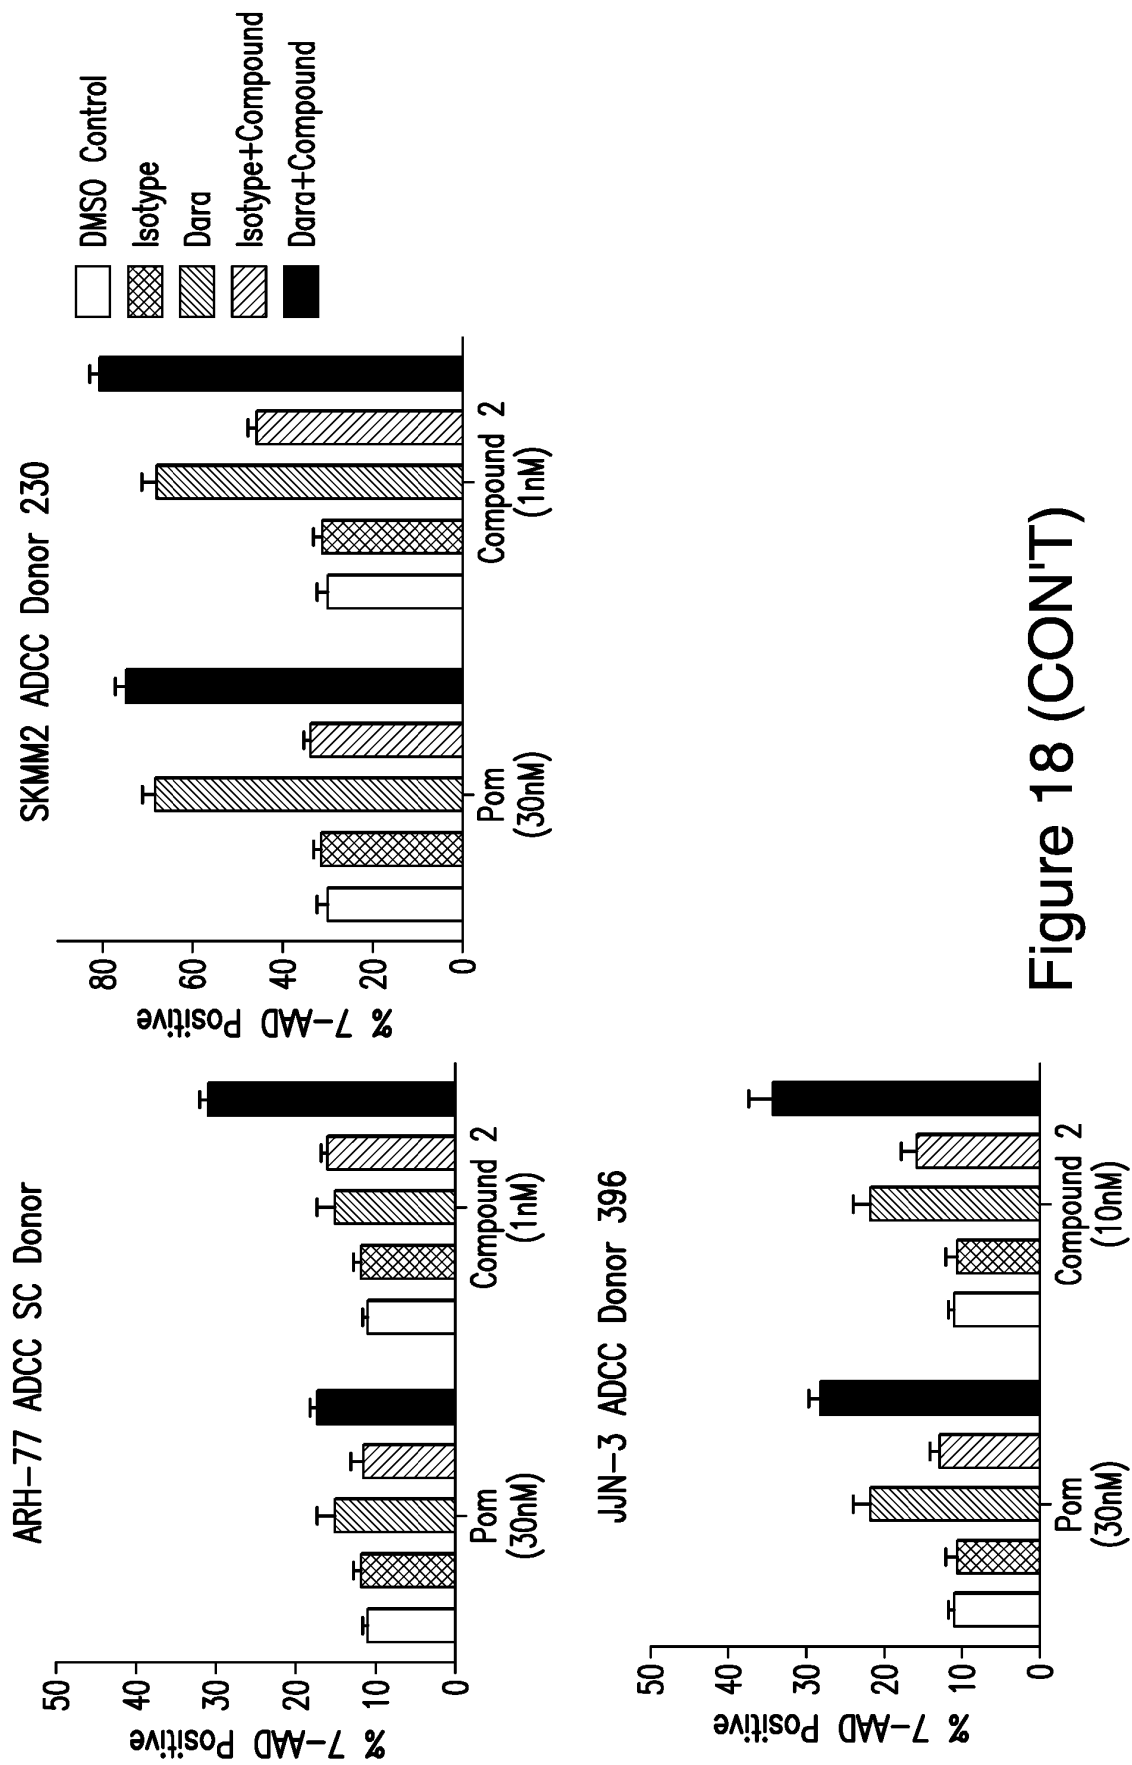 ARH-77 ADCC SC Donor
% 7-AAD Positive
50
40
30
20
10
0
Pom
(30nM)
Compound 2
(1nM)
SKMM2 ADCC Donor 230
% 7-AAD Positive
80
60
40
20
0
Pom
(30nM)
Compound 2
(1nM)
DMSO Control
Isotype
Dara
Isotype+Compound
Dara+Compound
JJN-3 ADCC Donor 396
% 7-AAD Positive
50
40
30
20
10
0
Pom
(30nM)
Compound 2
(10nM)
Figure 18 (CON'T)